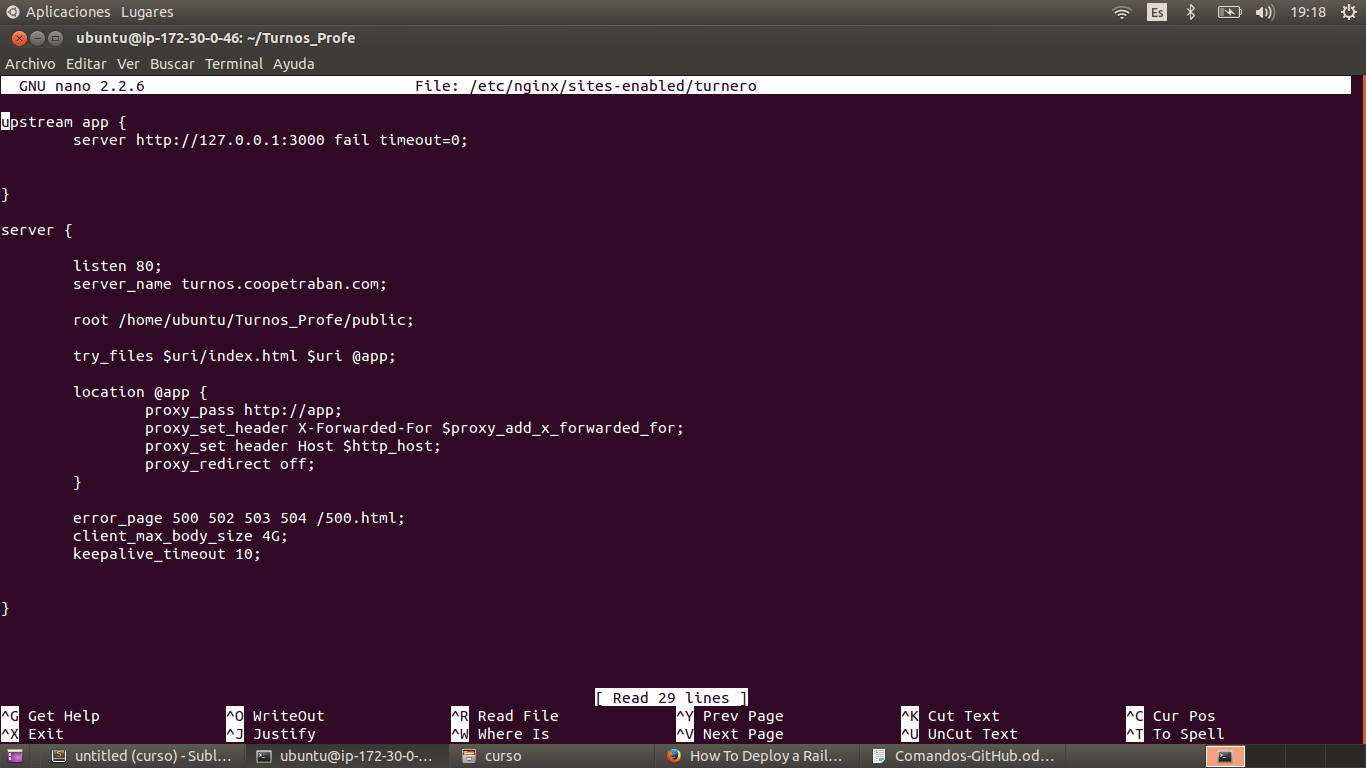 Aplicaciones Lugares Es 19:18
ubuntu@ip-172-30-0-46: ~/Turnos_Profe
Archivo Editar Ver Buscar Terminal Ayuda
GNU nano 2.2.6 File: /etc/nginx/sites-enabled/turnero
upstream app {
server http://127.0.0.1:3000 fail timeout=0;
}
server {
listen 80;
server_name turnos.coopetraban.com;
root /home/ubuntu/Turnos_Profe/public;
try_files $uri/index.html $uri @app;
location @app {
proxy_pass http://app;
proxy_set_header X-Forwarded-For $proxy_add_x_forwarded_for;
proxy_set header Host $http_host;
proxy_redirect off;
}
error_page 500 502 503 504 /500.html;
client_max_body_size 4G;
keepalive_timeout 10;
}
[ Read 29 lines ]
^G Get Help ^O WriteOut ^R Read File ^Y Prev Page ^K Cut Text ^C Cur Pos
^X Exit ^J Justify ^W Where Is ^V Next Page ^U UnCut Text ^T To Spell
untitled (curso) - Subl... ubuntu@ip-172-30-0-... curso How To Deploy a Rail... Comandos-GitHub.od...